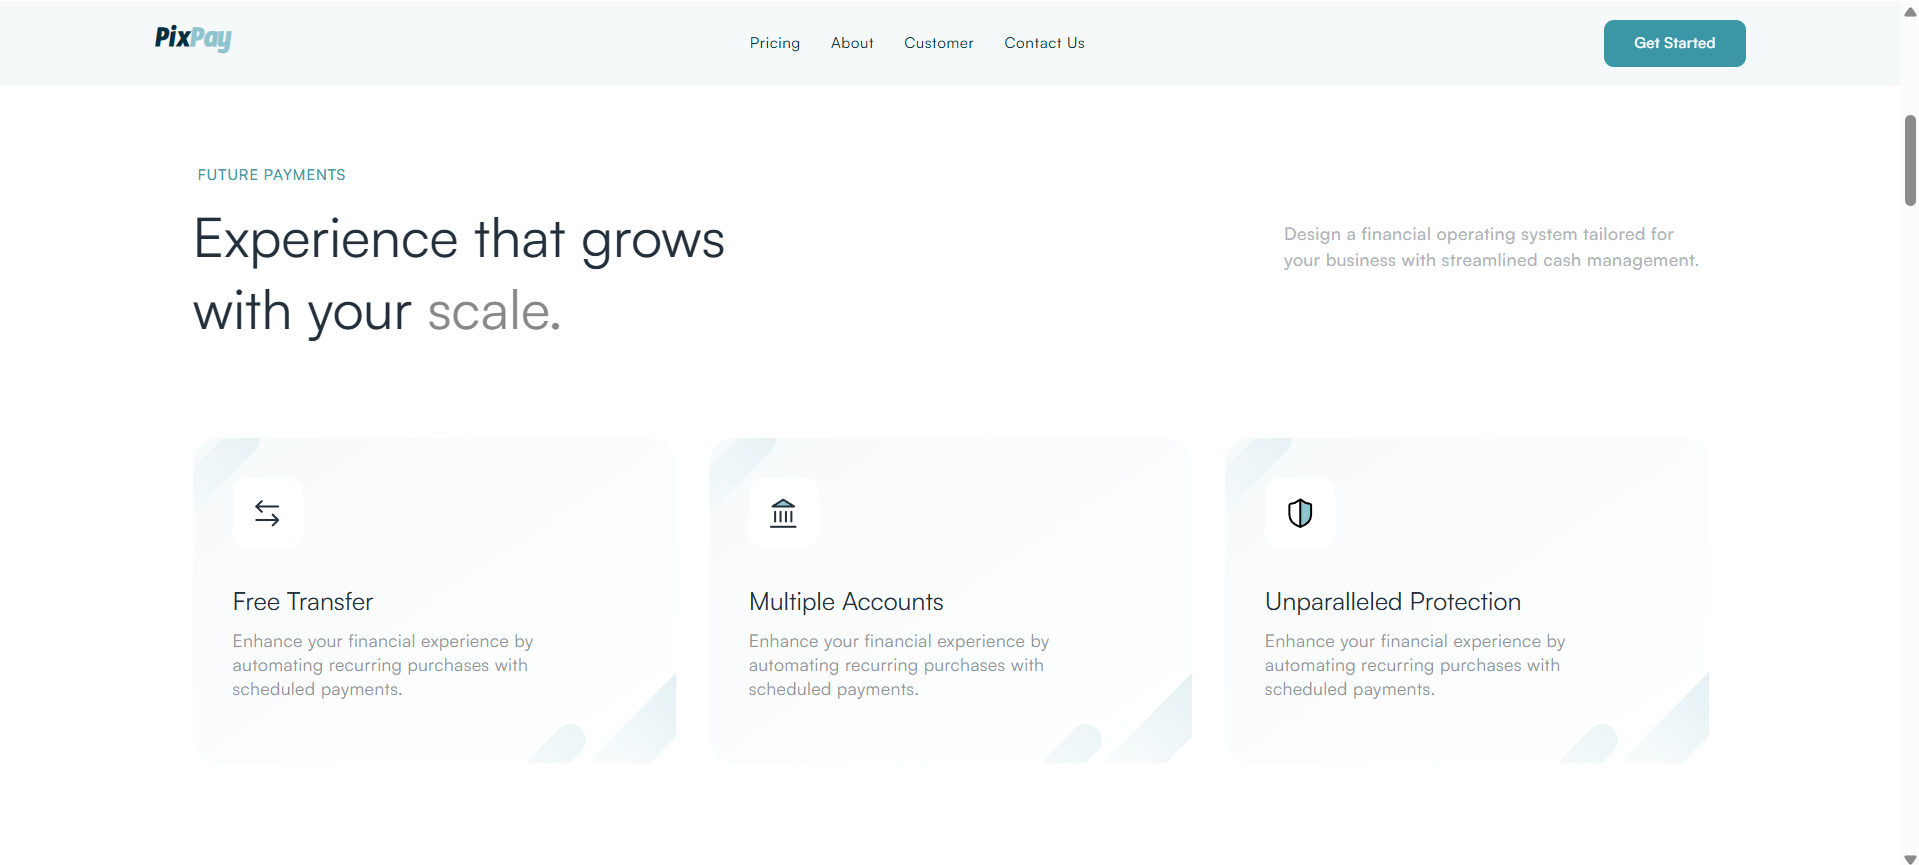 PixPay
Pricing
About
Customer
Contact Us
Get Started
FUTURE PAYMENTS
Experience that grows
with your scale.
Design a financial operating system tailored for
your business with streamlined cash management.
Free Transfer
Enhance your financial experience by
automating recurring purchases with
scheduled payments.
Multiple Accounts
Enhance your financial experience by
automating recurring purchases with
scheduled payments.
Unparalleled Protection
Enhance your financial experience by
automating recurring purchases with
scheduled payments.